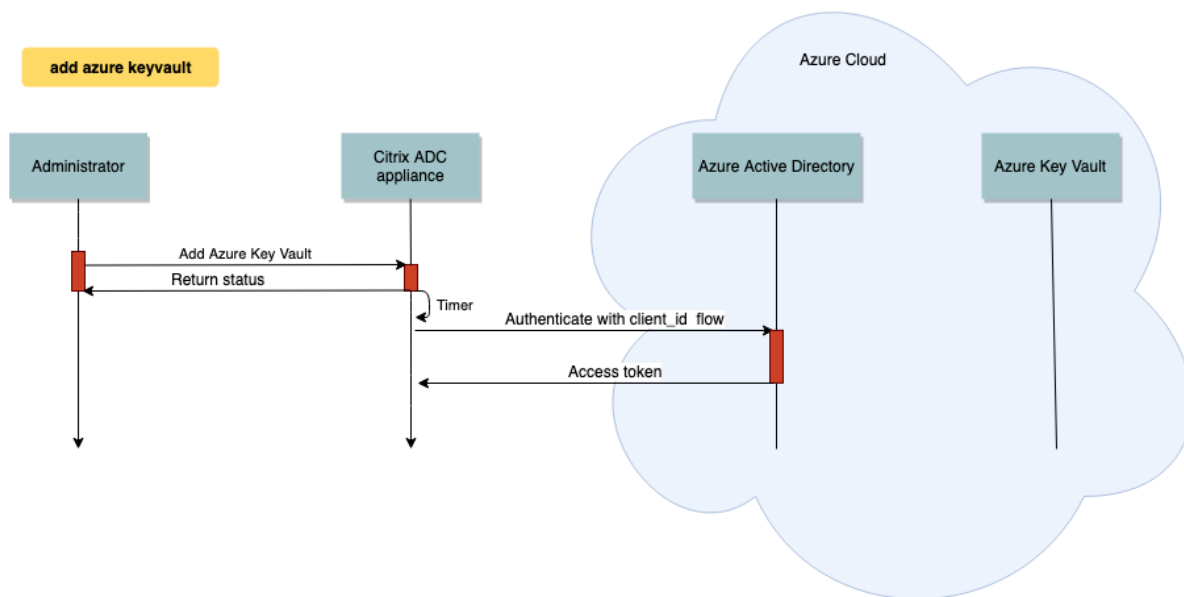 add azure keyvault
Azure Cloud
Administrator
Citrix ADC
appliance
Azure Active Directory
Azure Key Vault
Add Azure Key Vault
Return status
Timer
Authenticate with client_id flow
Access token